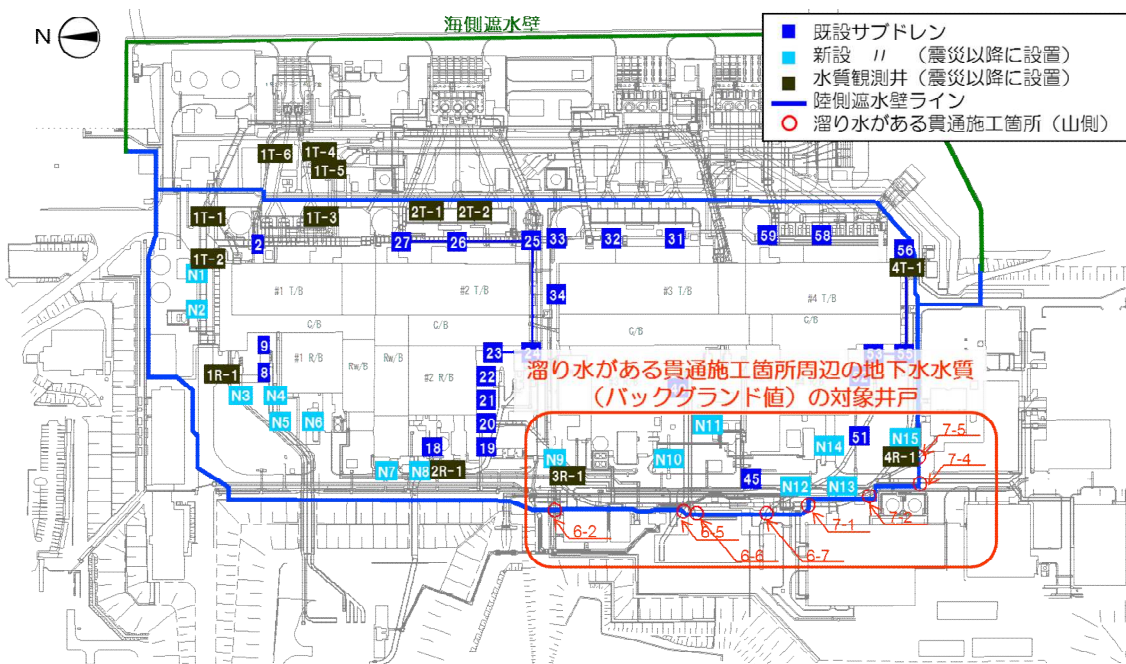 N
海側遮水壁
既設サブドレン
新設 〃 （震災以降に設置）
水質観測井（震災以降に設置）
陸側遮水壁ライン
溜り水がある貫通施工箇所（山側）
1T-6
1T-4
1T-5
1T-1
1T-3
2T-1
2T-2
2
27
26
25
33
32
31
59
58
56
1T-2
4T-1
N1
N2
34
#1 T/B
#2 T/B
#3 T/B
#4 T/B
G/B
G/B
G/B
G/B
9
8
#1 R/B
Rw/B
Rw/B
#2 R/B
23
53
55
22
21
20
19
18
1R-1
N3
N4
N5
N6
N7
N8
2R-1
溜り水がある貫通施工箇所周辺の地下水水質
（バックグランド値）の対象井戸
N11
N14
51
N15
7-5
N9
N10
3R-1
4R-1
7-4
45
N12
N13
6-2
6-5
7-1
7-2
6-6
6-7